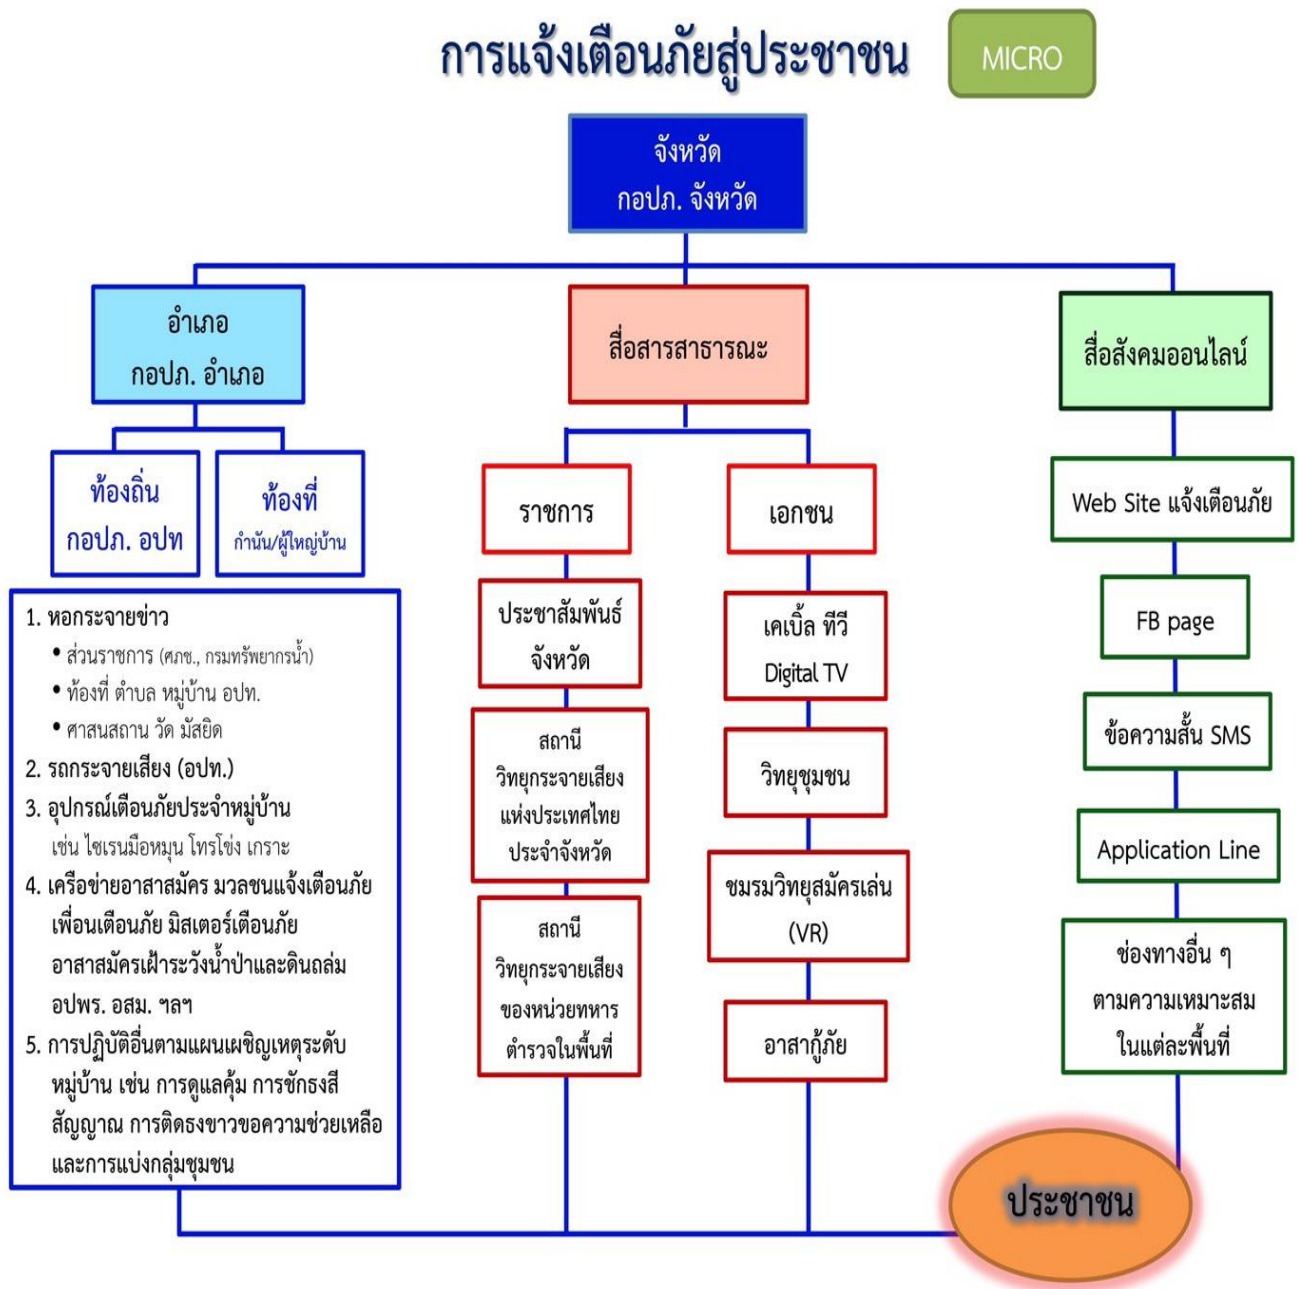 การแจ้งเตือนภัยสู่ประชาชน
MICRO
จังหวัด
กอปภ. จังหวัด
อำเภอ
กอปภ. อำเภอ
สื่อสารสาธารณะ
สื่อสังคมออนไลน์
ท้องถิ่น
กอปภ. อปท
ท้องที่
กำนัน/ผู้ใหญ่บ้าน
1. หอกระจายข่าว
• ส่วนราชการ (ศภช., กรมทรัพยากรน้ำ)
• ท้องที่ ตำบล หมู่บ้าน อปท.
• ศาสนสถาน วัด มัสยิด
2. รถกระจายเสียง (อปท.)
3. อุปกรณ์เตือนภัยประจำหมู่บ้าน
เช่น ไซเรนมือหมุน โทรโข่ง เกราะ
4. เครือข่ายอาสาสมัคร มวลชนแจ้งเตือนภัย
เพื่อนเตือนภัย มิสเตอร์เตือนภัย
อาสาสมัครเฝ้าระวังน้ำป่าและดินถล่ม
อปพร. อสม. ฯลฯ
5. การปฏิบัติอื่นตามแผนเผชิญเหตุระดับ
หมู่บ้าน เช่น การดูแลคุ้ม การชักธงสี
สัญญาณ การติดธงขาวขอความช่วยเหลือ
และการแบ่งกลุ่มชุมชน
ราชการ
ประชาสัมพันธ์
จังหวัด
สถานี
วิทยุกระจายเสียง
แห่งประเทศไทย
ประจำจังหวัด
สถานี
วิทยุกระจายเสียง
ของหน่วยทหาร
ตำรวจในพื้นที่
เอกชน
เคเบิ้ล ทีวี
Digital TV
วิทยุชุมชน
ชมรมวิทยุสมัครเล่น
(VR)
อาสากู้ภัย
Web Site แจ้งเตือนภัย
FB page
ข้อความสั้น SMS
Application Line
ช่องทางอื่น ๆ
ตามความเหมาะสม
ในแต่ละพื้นที่
ประชาชน